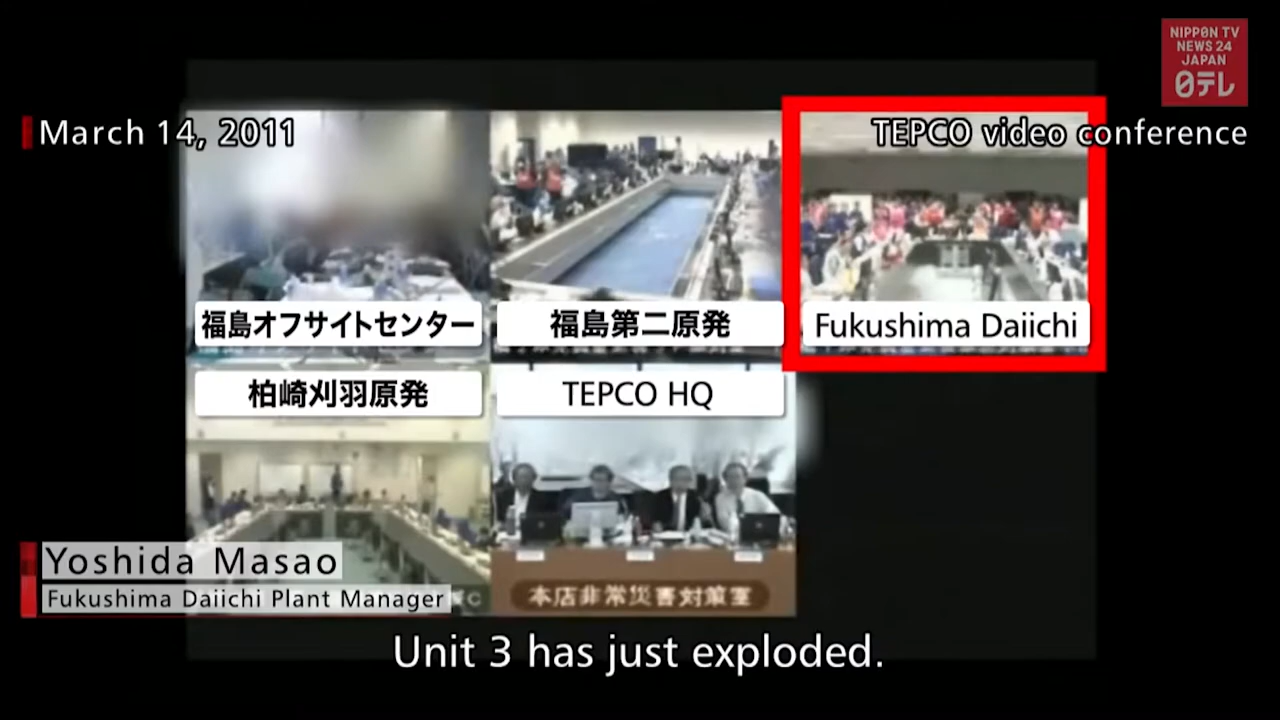 NIPPON TV
NEWS 24
JAPAN
日テレ
March 14, 2011
TEPCO video conference
福島オフサイトセンター
福島第二原発
Fukushima Daiichi
柏崎刈羽原発
TEPCO HQ
本店非常災害対策室
Yoshida Masao
Fukushima Daiichi Plant Manager
Unit 3 has just exploded.